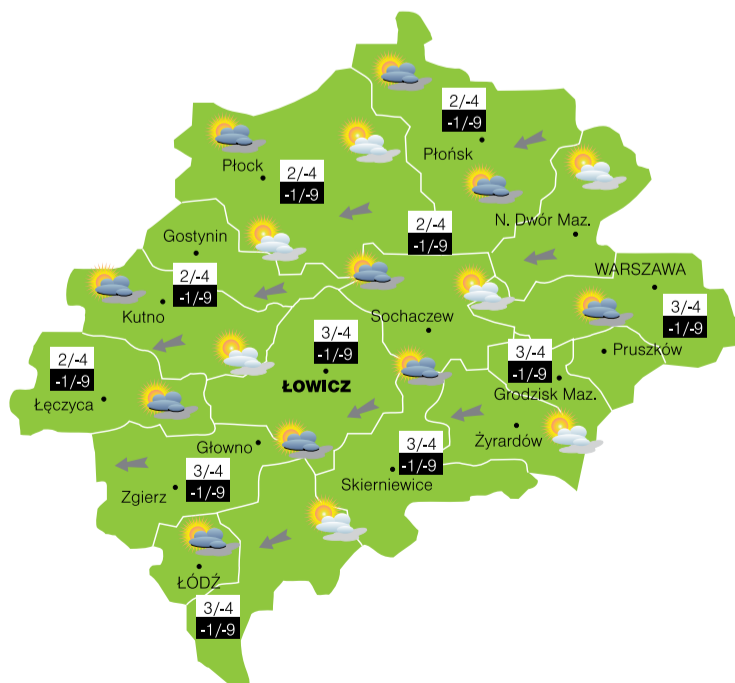 2/-4
-1/-9
Płońsk
Płock
2/-4
-1/-9
2/-4
-1/-9
N. Dwór Maz.
Gostynin
WARSZAWA
2/-4
-1/-9
Kutno
3/-4
-1/-9
Sochaczew
3/-4
-1/-9
ŁOWICZ
3/-4
-1/-9
Pruszków
Grodzisk Maz.
2/-4
-1/-9
Łęczyca
Żyrardów
Głowno
3/-4
-1/-9
Skierniewice
3/-4
-1/-9
Zgierz
ŁÓDŹ
3/-4
-1/-9